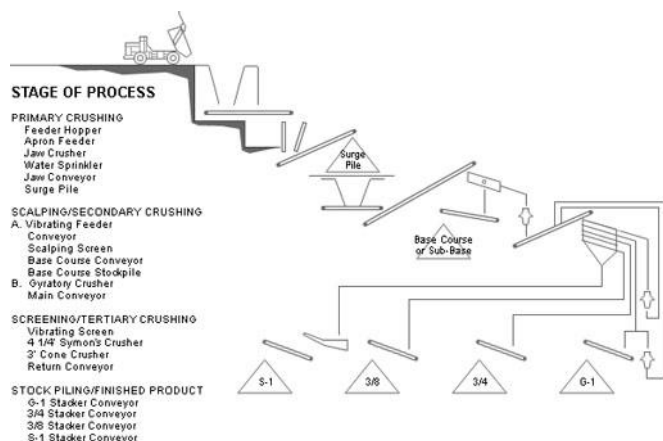 STAGE OF PROCESS
PRIMARY CRUSHING
Feeder Hopper
Apron Feeder
Jaw Crusher
Water Sprinkler
Jaw Conveyor
Surge Pile
SCALPING/SECONDARY CRUSHING
A. Vibrating Feeder
Conveyor
Scalping Screen
Base Course Conveyor
Base Course Stockpile
B. Gyratory Crusher
Main Conveyor
SCREENING/TERTIARY CRUSHING
Vibrating Screen
4 1/4' Symon's Crusher
3' Cone Crusher
Return Conveyor
STOCK PILING/FINISHED PRODUCT
G-1 Stacker Conveyor
3/4 Stacker Conveyor
3/8 Stacker Conveyor
S-1 Stacker Conveyor
Surge
Pile
Base Course
or Sub-Base
S-1
3/8
3/4
G-1